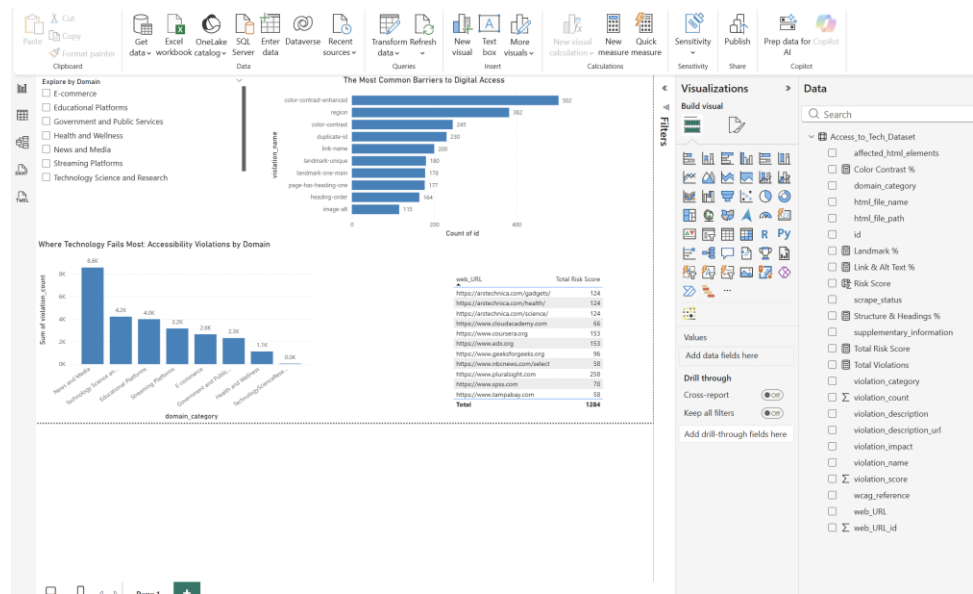 Cut
Copy
Paste
Format painter
Clipboard
Get data
Excel workbook
OneLake catalog
SQL Server
Enter data
Dataverse
Recent sources
Data
Transform data
Refresh
Queries
New visual
Text box
More visuals
Insert
New visual calculation
New measure
Quick measure
Calculations
Sensitivity
Sensitivity
Publish
Share
Prep data for AI
Copilot
Copilot
Explore by Domain
E-commerce
Educational Platforms
Government and Public Services
Health and Wellness
News and Media
Streaming Platforms
Technology Science and Research
The Most Common Barriers to Digital Access
violation_name
color-contrast-enhanced 502
region 392
color-contrast 245
duplicate-id 230
link-name 200
landmark-unique 180
landmark-one-main 178
page-has-heading-one 177
heading-order 164
image-alt 115
0 200 400
Count of id
Where Technology Fails Most: Accessibility Violations by Domain
Sum of violation_count
8K
6K
4K
2K
0K
8.6K
4.2K
4.0K
3.2K
2.6K
2.3K
1.1K
0.0K
News and Media
Technology Science an...
Educational Platforms
Streaming Platforms
E-commerce
Government and Public...
Health and Wellness
TechnologyScienceRese...
domain_category
web_URL Total Risk Score
https://arstechnica.com/gadgets/ 124
https://arstechnica.com/health/ 124
https://arstechnica.com/science/ 124
https://www.cloudacademy.com 66
https://www.coursera.org 153
https://www.edx.org 153
https://www.geeksforgeeks.org 96
https://www.nbcnews.com/select 58
https://www.pluralsight.com 258
https://www.spss.com 70
https://www.tampabay.com 58
Total 1284
Filters
Visualizations
Build visual
R Py
Values
Add data fields here
Drill through
Cross-report Off
Keep all filters Off
Add drill-through fields here
Data
Search
Access_to_Tech_Dataset
affected_html_elements
Color Contrast %
domain_category
html_file_name
html_file_path
id
Landmark %
Link & Alt Text %
Risk Score
scrape_status
Structure & Headings %
supplementary_information
Total Risk Score
Total Violations
violation_category
violation_count
violation_description
violation_description_url
violation_impact
violation_name
violation_score
wcag_reference
web_URL
web_URL_id